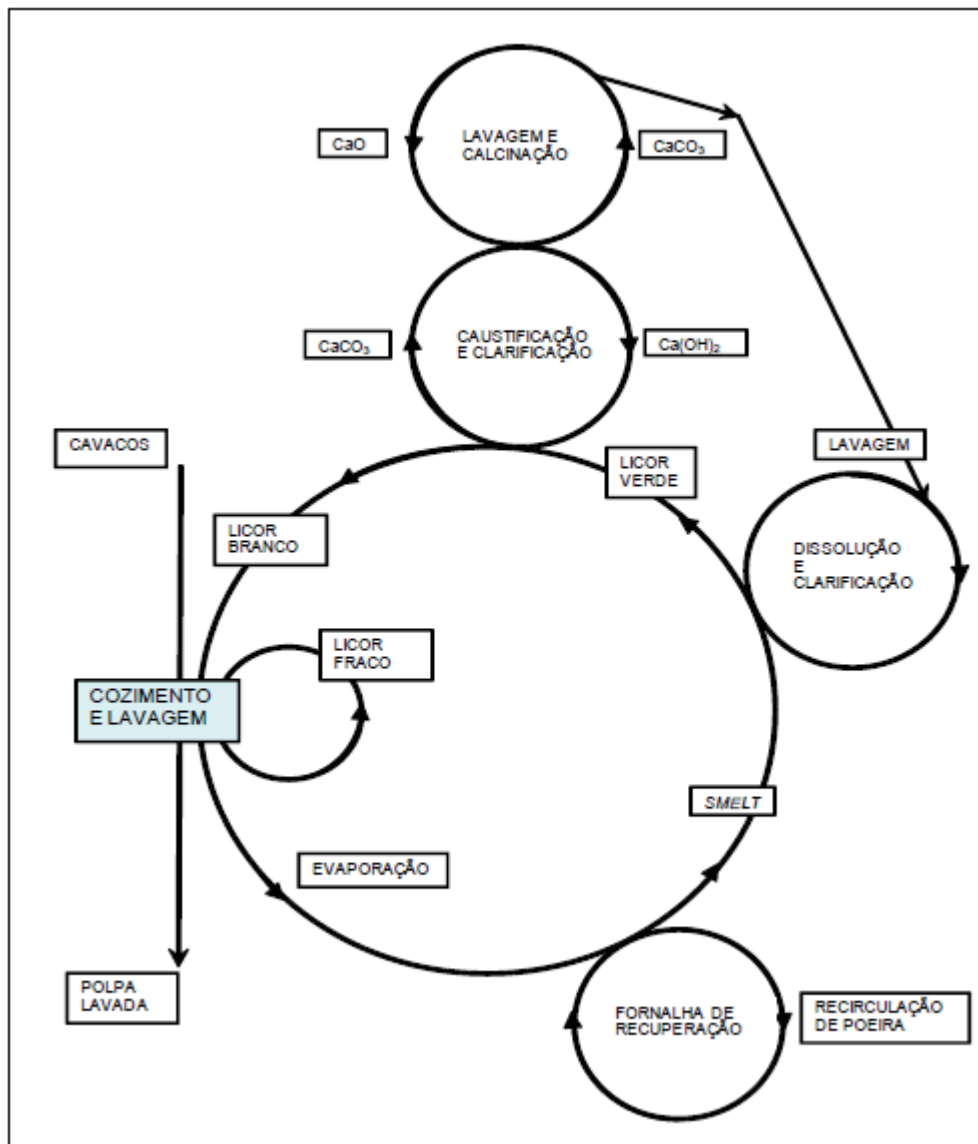 LAVAGEM E
CALCINAÇÃO
CaO
CaCO₃
CAUSTIFICAÇÃO
E CLARIFICAÇÃO
CaCO₃
Ca(OH)₂
CAVACOS
LICOR
VERDE
LAVAGEM
LICOR
BRANCO
DISSOLUÇÃO
E
CLARIFICAÇÃO
LICOR
FRACO
COZIMENTO
E LAVAGEM
SMELT
EVAPORAÇÃO
POLPA
LAVADA
FORNALHA DE
RECUPERAÇÃO
RECIRCULAÇÃO
DE POEIRA